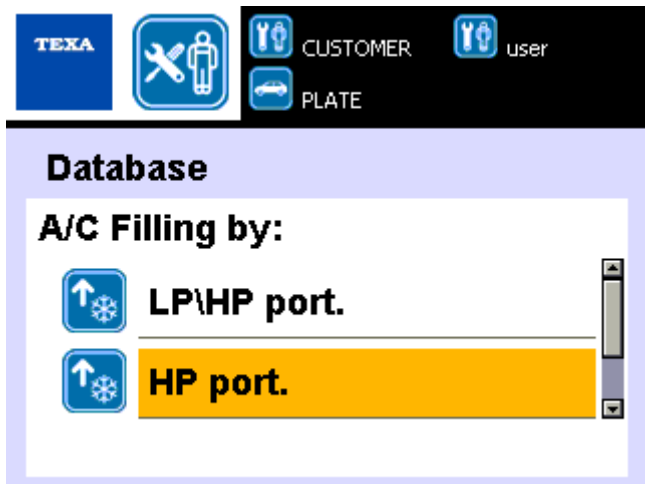 TEXA
CUSTOMER
user
PLATE
Database
A/C Filling by:
LP\HP port.
HP port.